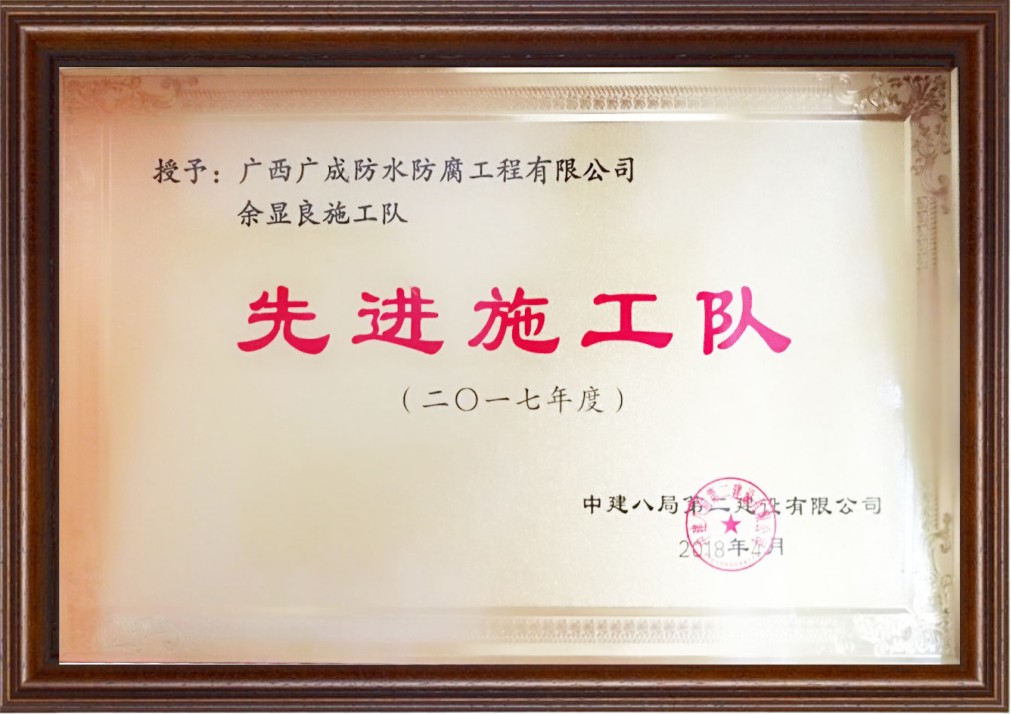 授予：广西广成防水防腐工程有限公司
余显良施工队
先进施工队
（二〇一七年度）
中建八局第二建设有限公司
2018年4月